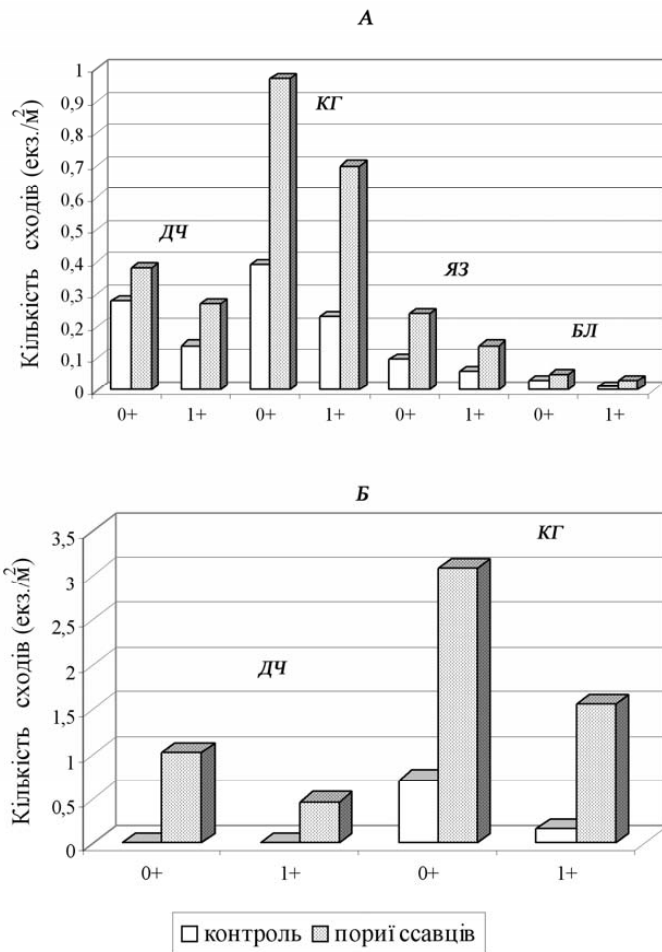 А
Кількість сходів (екз./м²)
1
0,9
0,8
0,7
0,6
0,5
0,4
0,3
0,2
0,1
0
ДЧ
КГ
ЯЗ
БЛ
0+ 1+ 0+ 1+ 0+ 1+ 0+ 1+
Б
Кількість сходів (екз./м²)
3,5
3
2,5
2
1,5
1
0,5
0
ДЧ
КГ
0+ 1+ 0+ 1+
контроль пориї ссавців